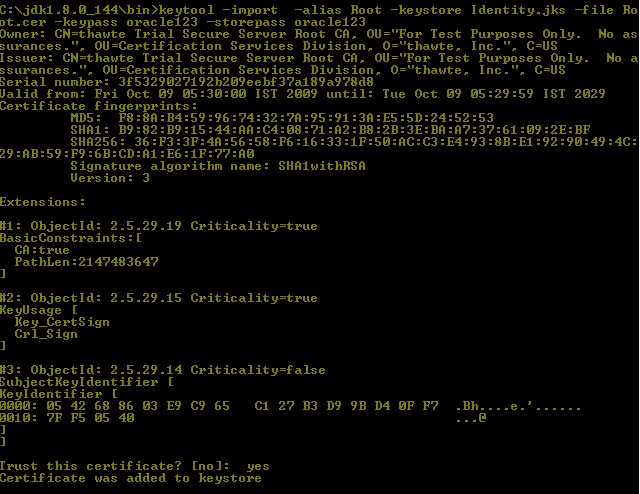 C:\jdk1.8.0_144\bin>keytool -import  -alias Root -keystore Identity.jks -file Ro
ot.cer -keypass oracle123 -storepass oracle123
Owner: CN=thawte Trial Secure Server Root CA, OU="For Test Purposes Only.  No as
surances.", OU=Certification Services Division, O="thawte, Inc.", C=US
Issuer: CN=thawte Trial Secure Server Root CA, OU="For Test Purposes Only.  No a
ssurances.", OU=Certification Services Division, O="thawte, Inc.", C=US
Serial number: 3f5329027192b209eebf37a189a978d8
Valid from: Fri Oct 09 05:30:00 IST 2009 until: Tue Oct 09 05:29:59 IST 2029
Certificate fingerprints:
MD5:  F8:8A:B4:59:96:74:32:7A:95:91:3A:E5:5D:24:52:53
SHA1: B9:82:B9:15:44:AA:C4:08:71:A2:B8:2B:3E:BA:A7:37:61:09:2E:BF
SHA256: 36:F3:3F:4A:56:58:F6:16:33:1F:50:AC:C3:E4:93:8B:E1:92:90:49:4C:
29:AB:59:F9:6B:CD:A1:E6:1F:77:A0
Signature algorithm name: SHA1withRSA
Version: 3
Extensions:
#1: ObjectId: 2.5.29.19 Criticality=true
BasicConstraints:[
CA:true
PathLen:2147483647
]
#2: ObjectId: 2.5.29.15 Criticality=true
KeyUsage [
Key_CertSign
Crl_Sign
]
#3: ObjectId: 2.5.29.14 Criticality=false
SubjectKeyIdentifier [
KeyIdentifier [
0000: 05 42 68 86 03 E9 C9 65   C1 27 B3 D9 9B D4 0F F7  .Bh....e.'......
0010: 7F F5 05 40                                        ...@
]
]
Trust this certificate? [no]:  yes
Certificate was added to keystore